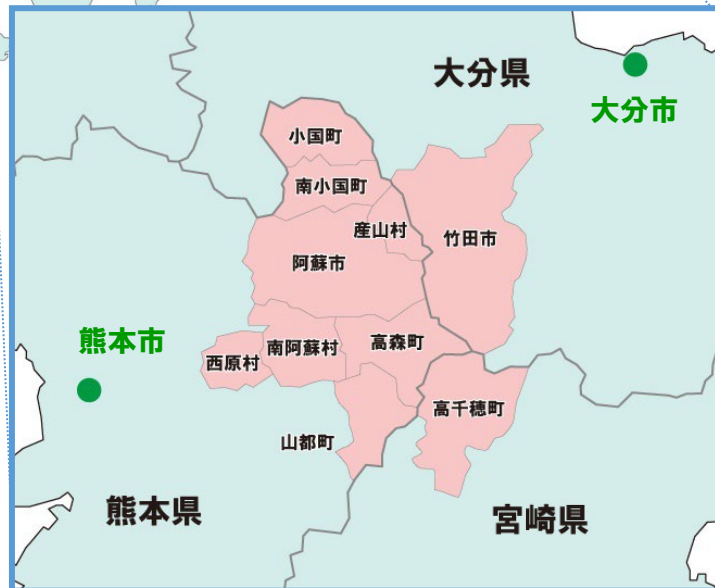 大分県
大分市
小国町
南小国町
産山村
竹田市
阿蘇市
熊本市
西原村
南阿蘇村
高森町
高千穂町
山都町
熊本県
宮崎県